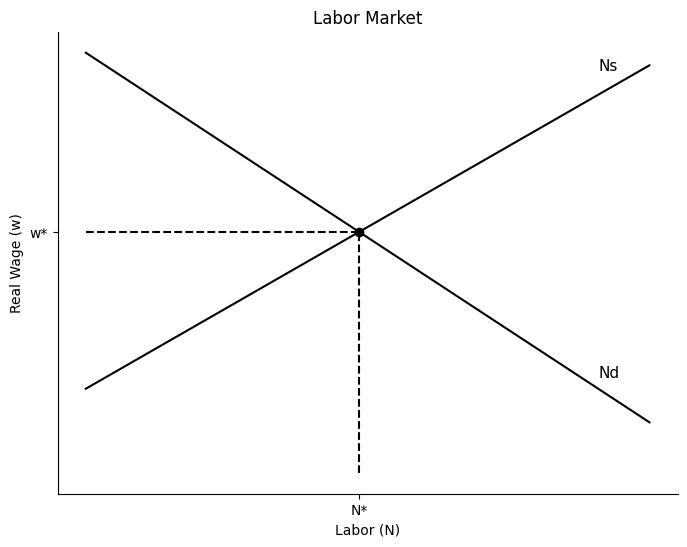 Labor Market
Ns
w*
Real Wage (w)
Nd
N*
Labor (N)